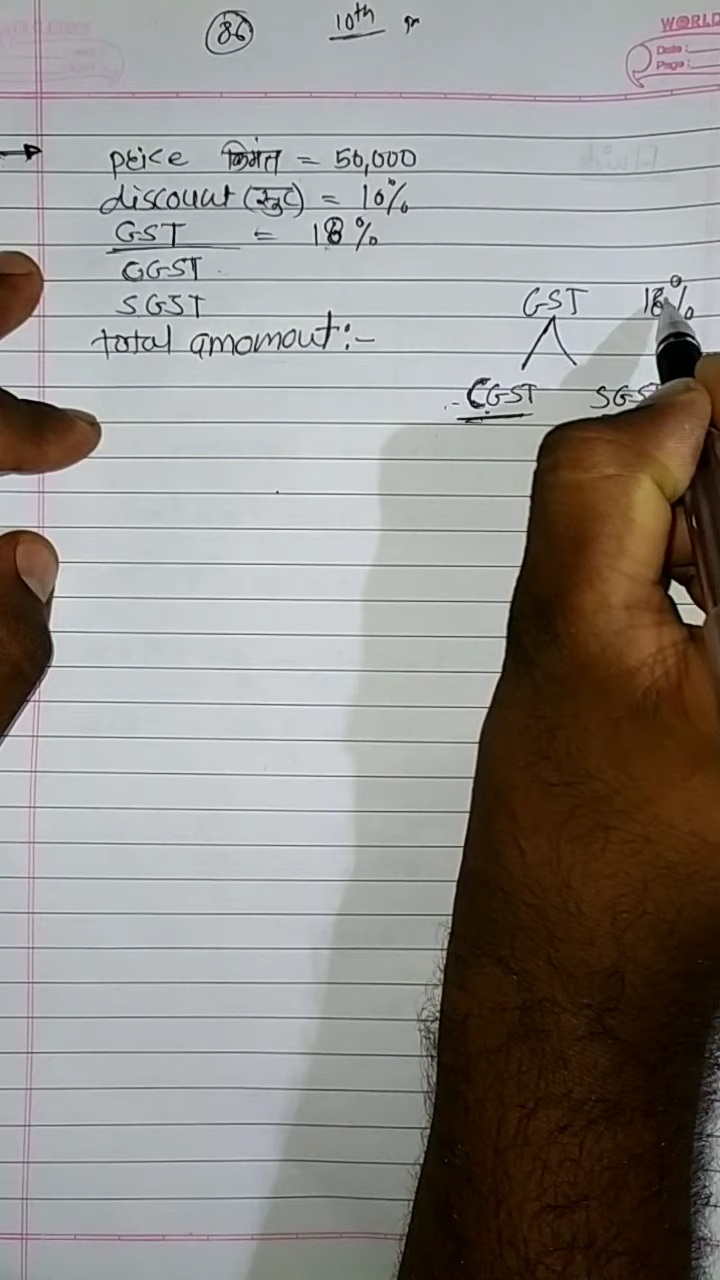 86 10th
WORLD
Date :
Page :
price किंमत = 50,000
discount (सुट) = 10%
GST = 18%
CGST
SGST
total amomout :-
GST 18%
CGST SGST